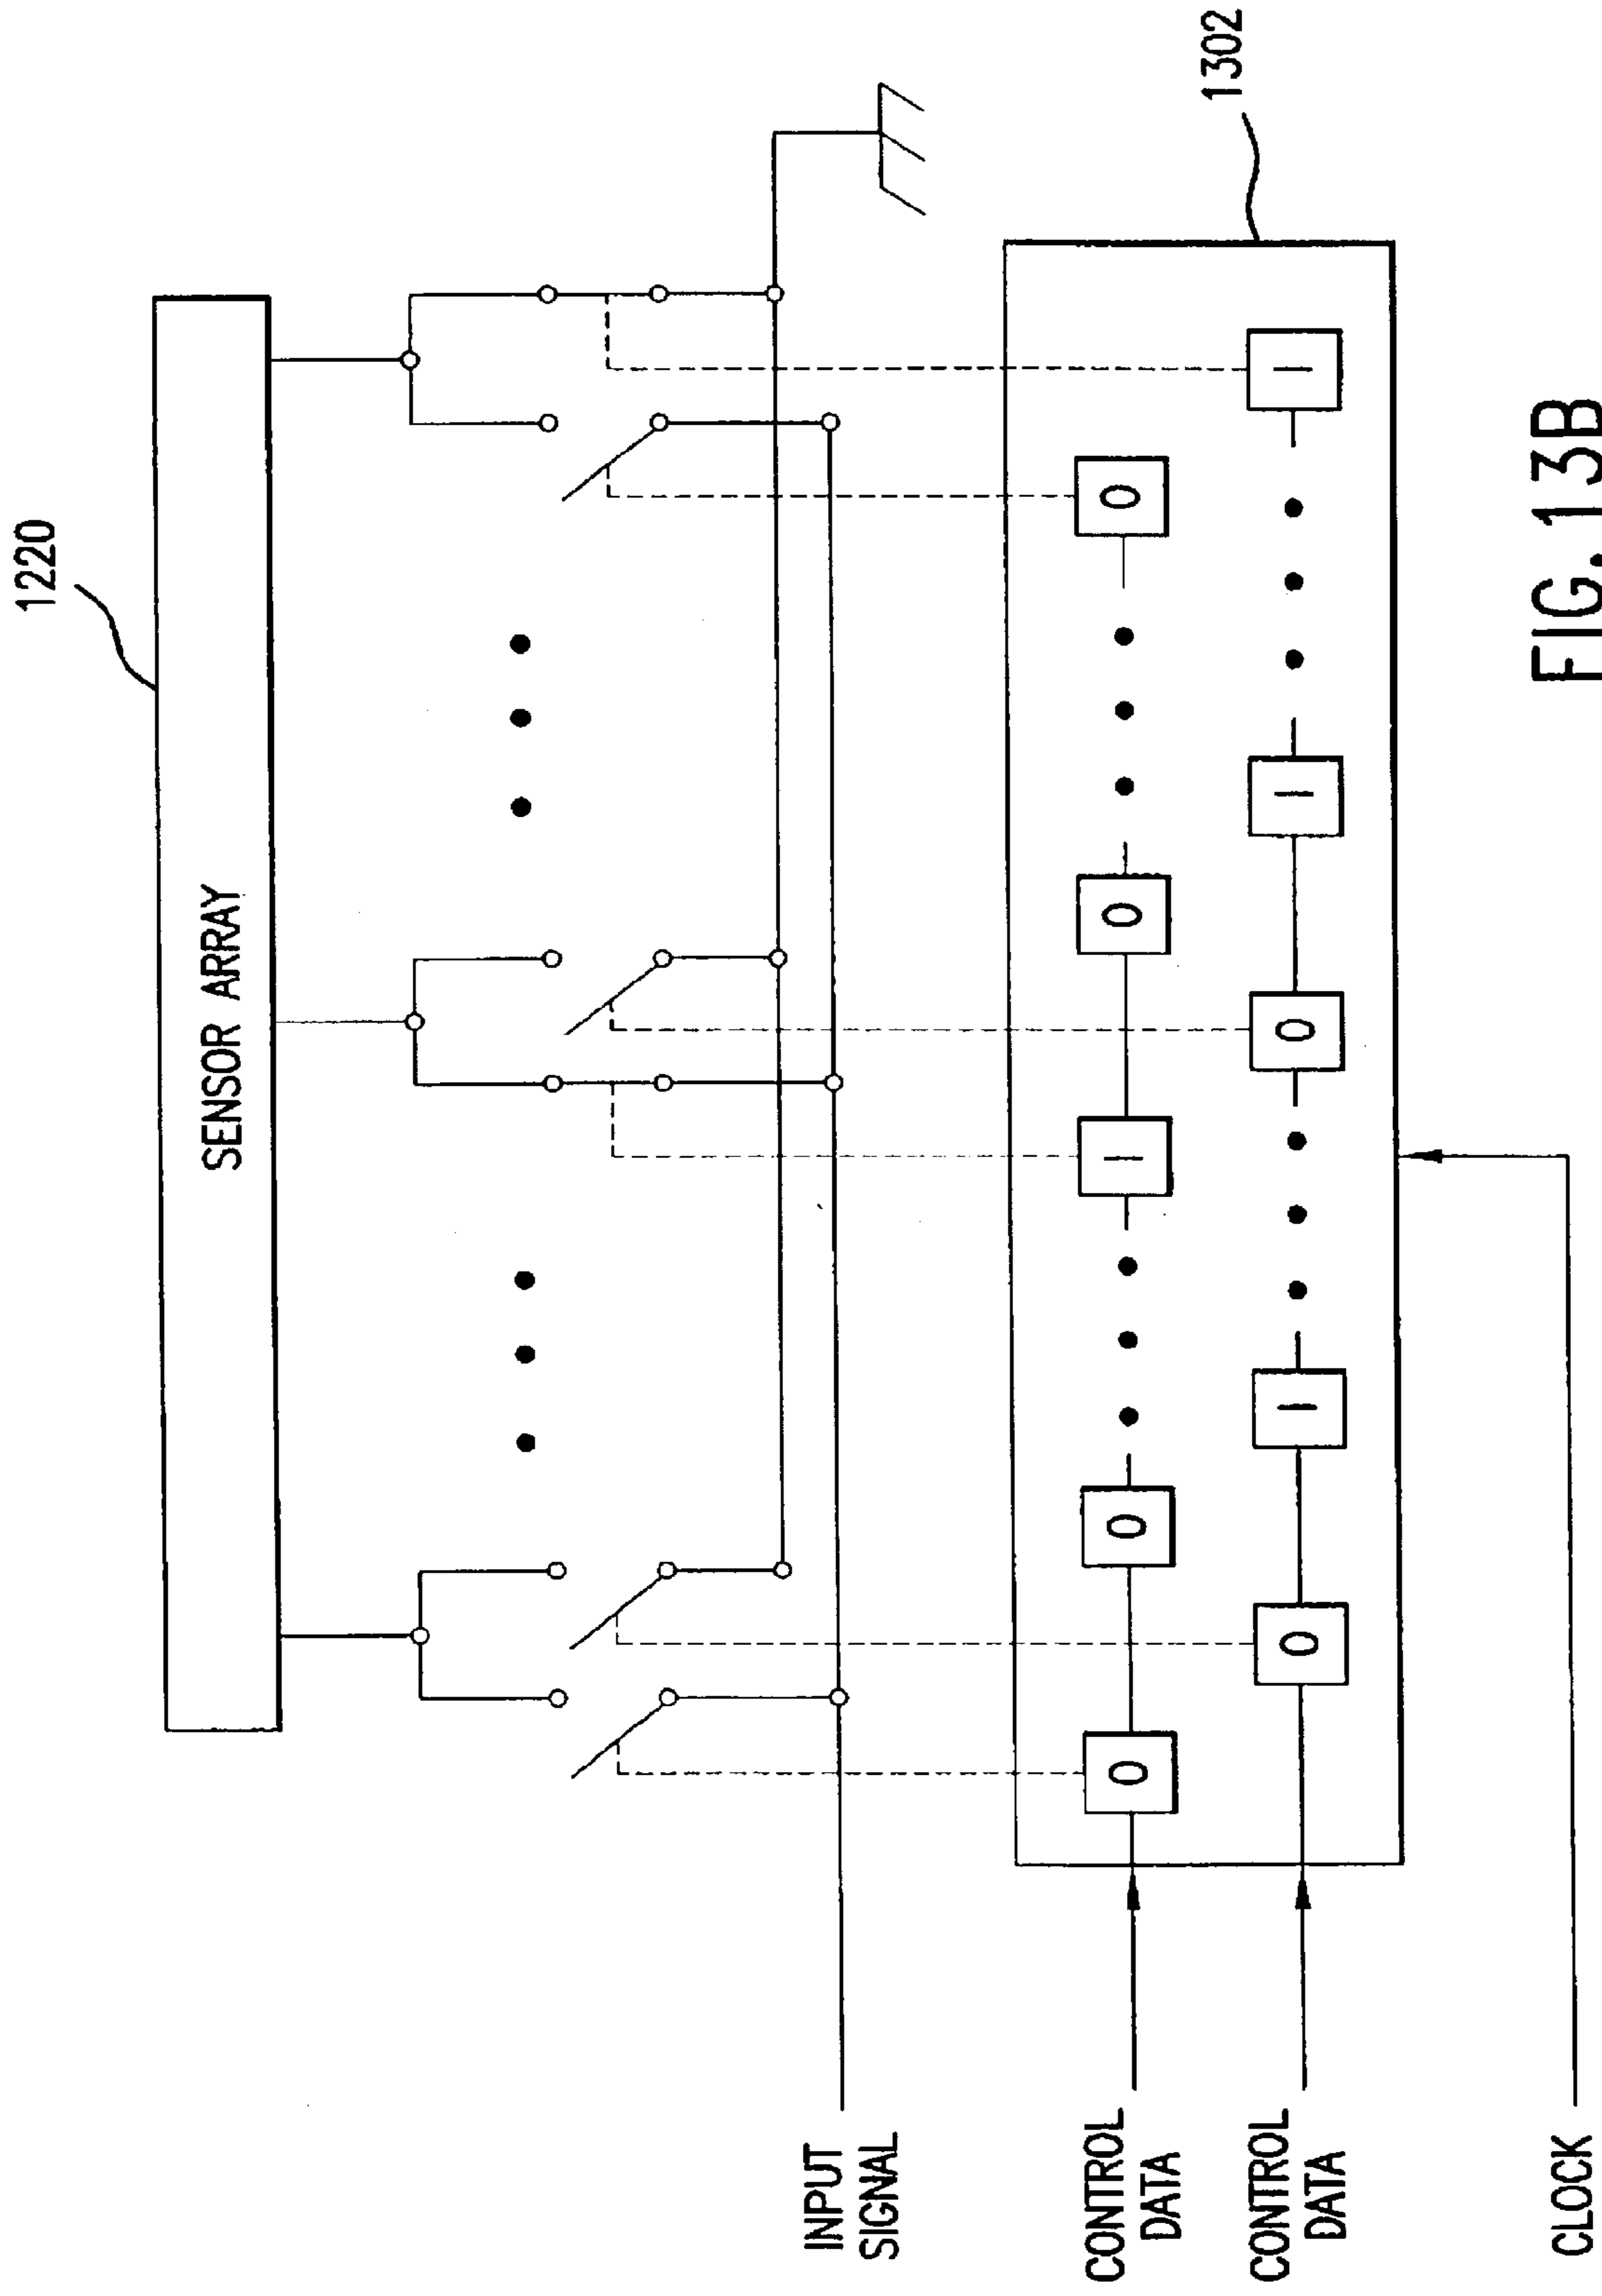 1220
SENSOR ARRAY
INPUT
SIGNAL
1302
CONTROL
DATA
0 0 1 0 0
CONTROL
DATA
0 1 0 1 1
CLOCK
FIG. 13B